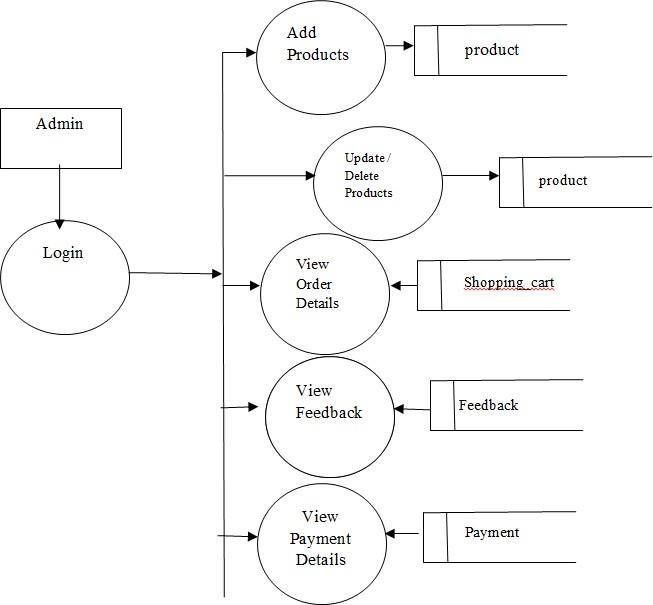 Add
Products
product
Admin
Update /
Delete
Products
product
Login
View
Order
Details
Shopping_cart
View
Feedback
Feedback
View
Payment
Details
Payment